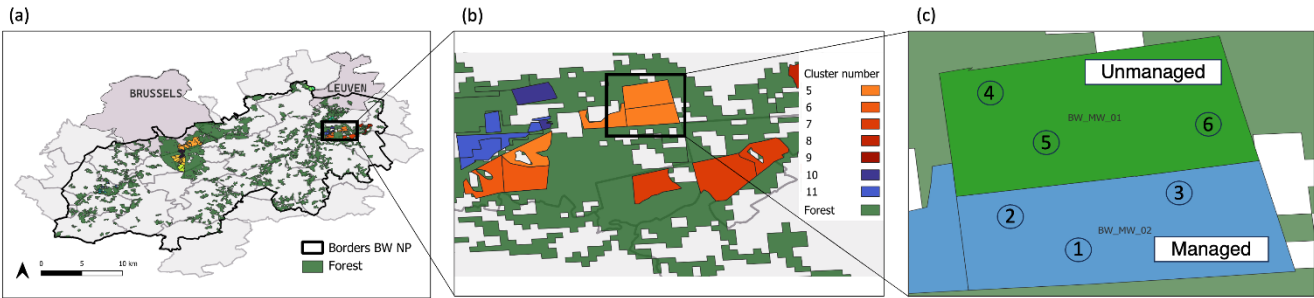 (a)
(b)
(c)
BRUSSELS
LEUVEN
Borders BW NP
Forest
0 5 10 km
Cluster number
5
6
7
8
9
10
11
Forest
Unmanaged
4
BW_MW_01
6
5
3
2
BW_MW_02
1
Managed